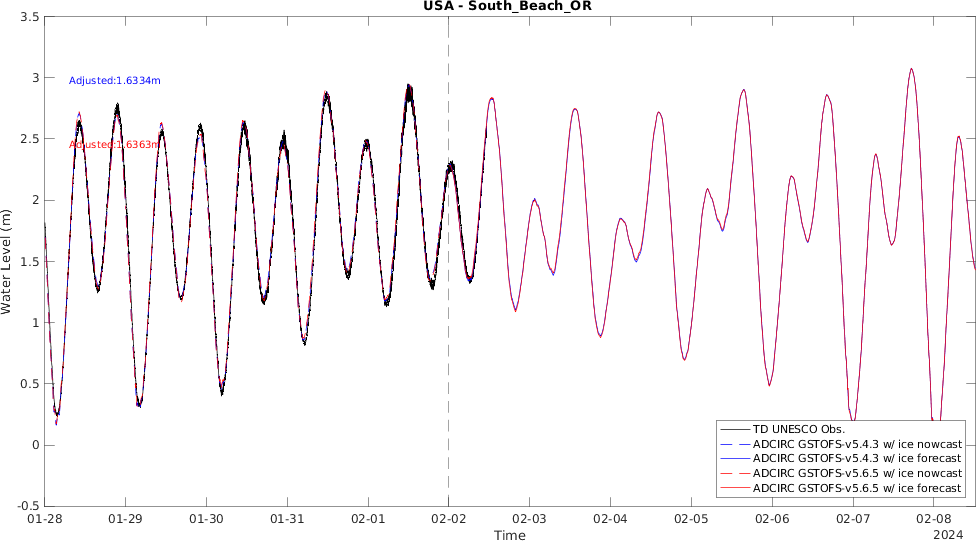 USA - South_Beach_OR
3.5
3
2.5
2
1.5
1
0.5
0
-0.5
Water Level (m)
Adjusted:1.6334m
Adjusted:1.6363m
TD UNESCO Obs.
ADCIRC GSTOFS-v5.4.3 w/ ice nowcast
ADCIRC GSTOFS-v5.4.3 w/ ice forecast
ADCIRC GSTOFS-v5.6.5 w/ ice nowcast
ADCIRC GSTOFS-v5.6.5 w/ ice forecast
01-28 01-29 01-30 01-31 02-01 02-02 02-03 02-04 02-05 02-06 02-07 02-08
Time
2024